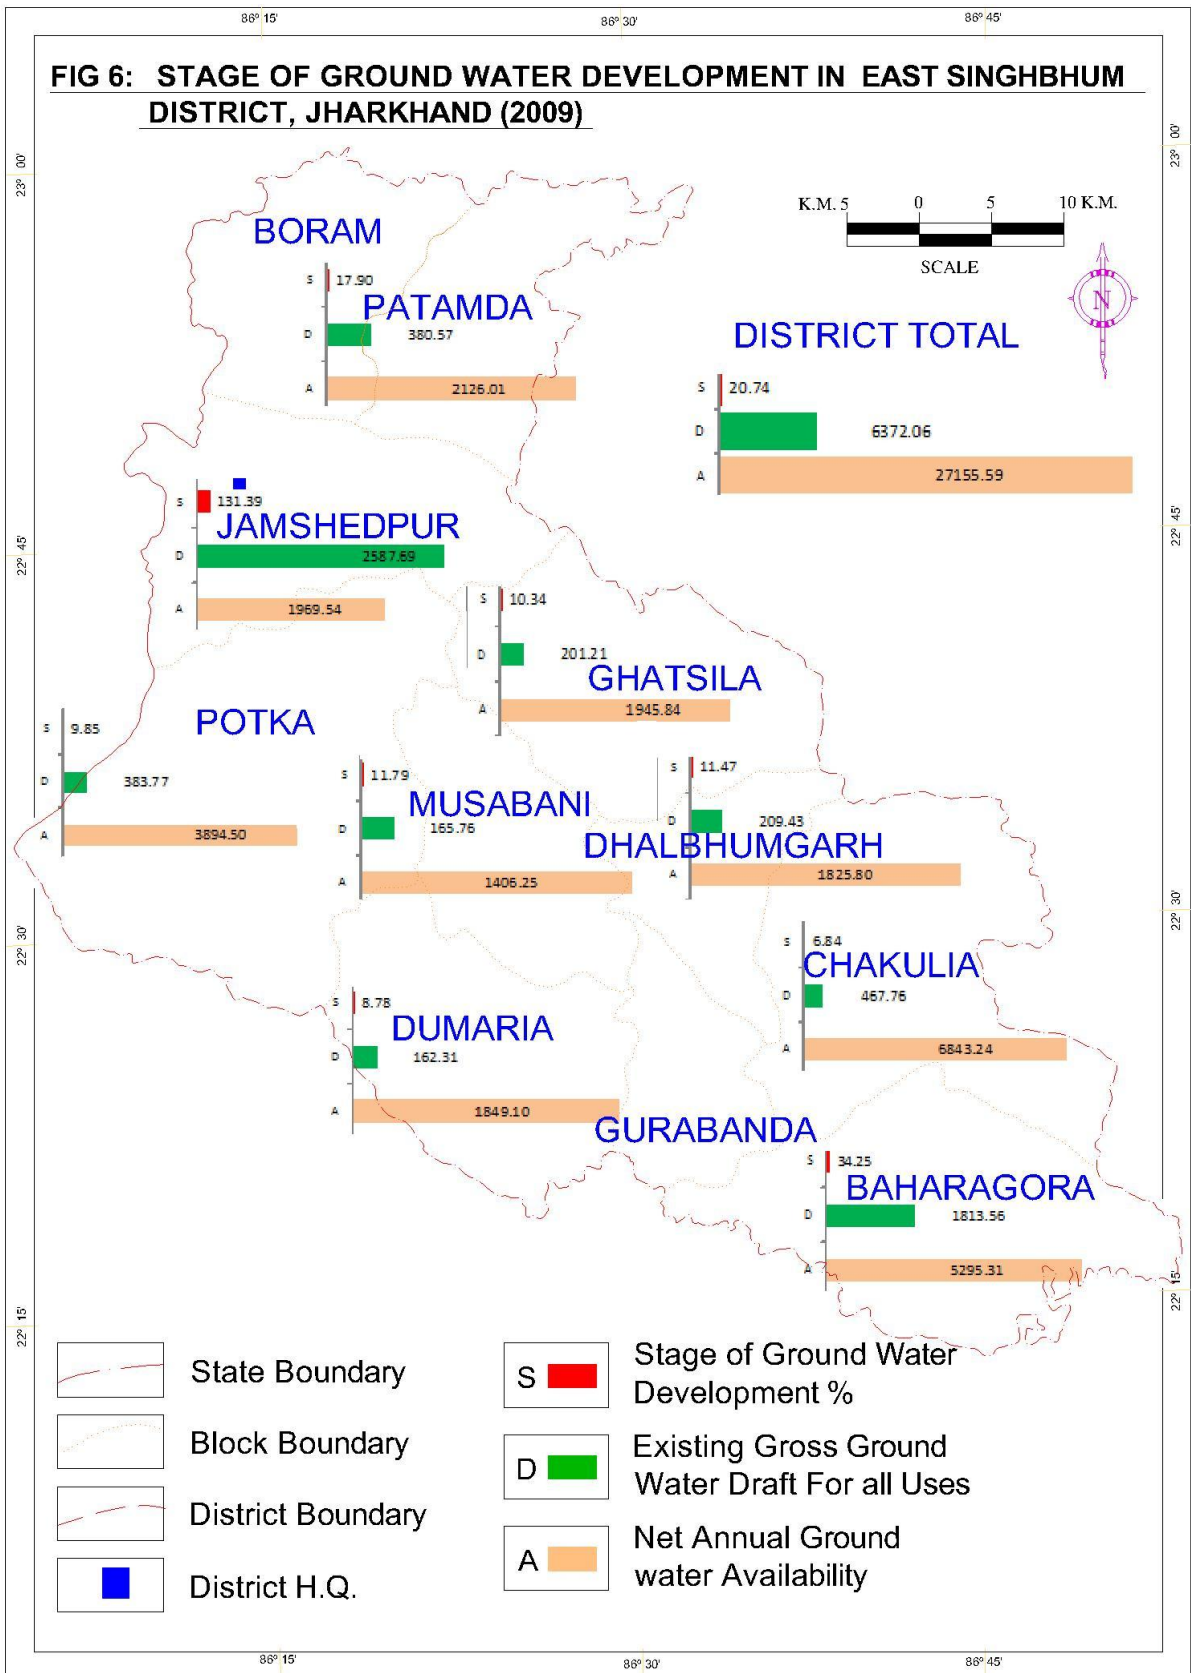 86° 15'
86° 30'
86° 45'
FIG 6: STAGE OF GROUND WATER DEVELOPMENT IN EAST SINGHBHUM
DISTRICT, JHARKHAND (2009)
23° 00'
23° 00'
K.M. 5 0 5 10 K.M.
SCALE
N
BORAM
S 17.90
PATAMDA
D 380.57
A 2126.01
DISTRICT TOTAL
S 20.74
D 6372.06
A 27155.59
S 131.39
JAMSHEDPUR
D 2587.69
A 1969.54
22° 45'
22° 45'
S 10.34
D 201.21
GHATSILA
A 1945.84
POTKA
S 9.85
D 383.77
A 3894.50
S 11.79
MUSABANI
D 165.76
A 1406.25
S 11.47
D 209.43
DHALBHUMGARH
A 1825.80
22° 30'
22° 30'
S 6.84
CHAKULIA
D 467.76
A 6843.24
S 8.78
DUMARIA
D 162.31
A 1849.10
GURABANDA
S 34.25
BAHARAGORA
D 1813.56
A 5295.31
22° 15'
22° 15'
State Boundary
Block Boundary
District Boundary
District H.Q.
S Stage of Ground Water
Development %
D Existing Gross Ground
Water Draft For all Uses
A Net Annual Ground
water Availability
86° 15'
86° 30'
86° 45'